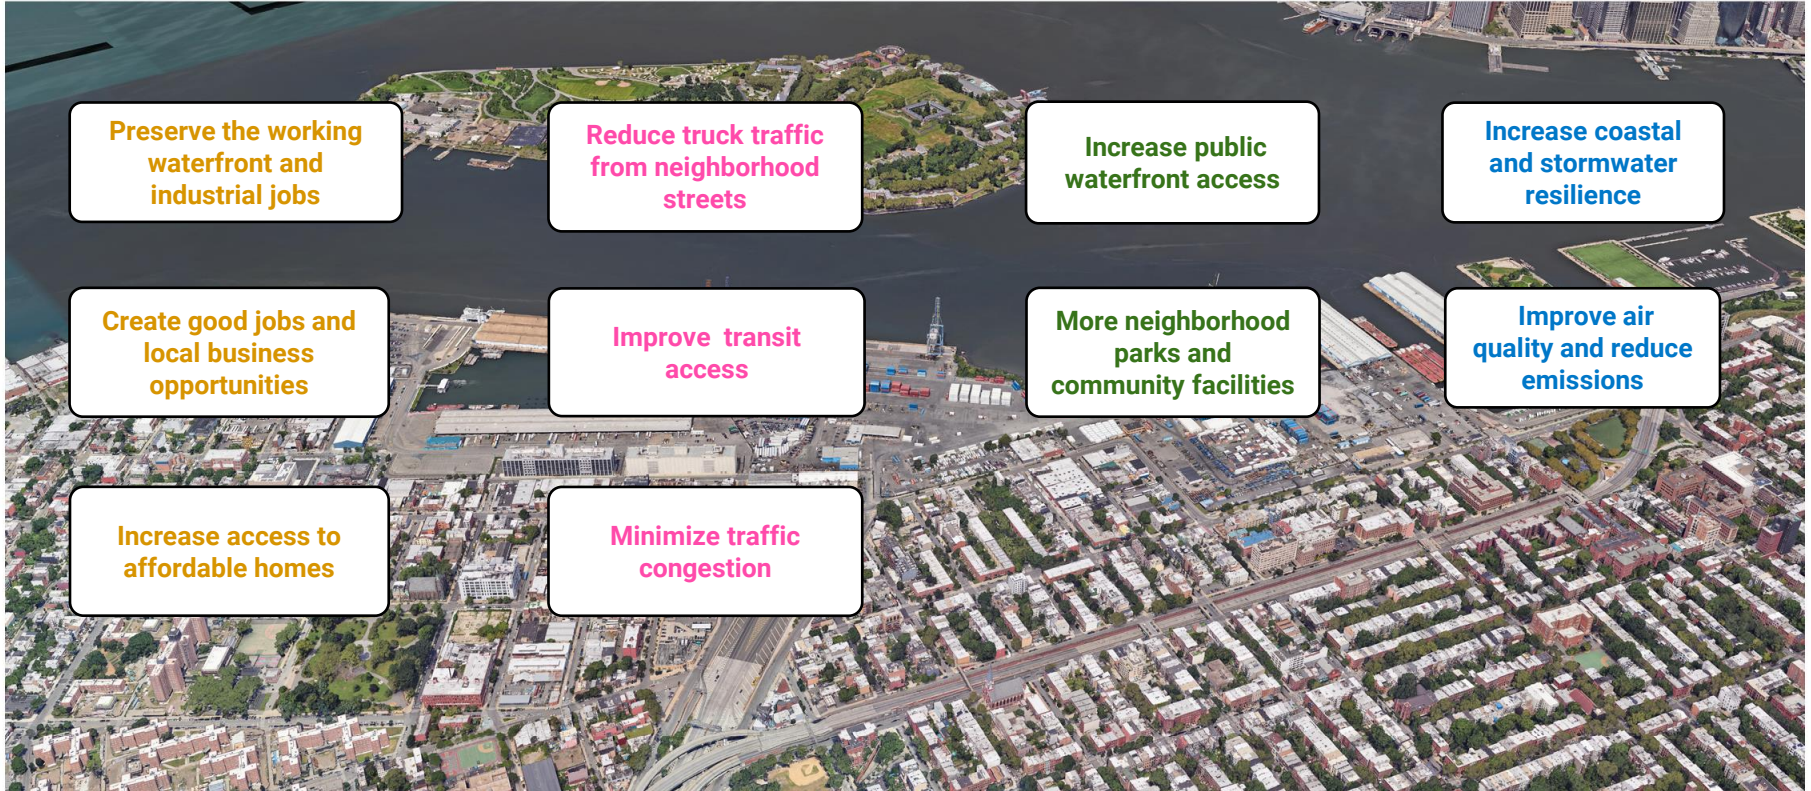 Preserve the working
waterfront and
industrial jobs
Reduce truck traffic
from neighborhood
streets
Increase public
waterfront access
Increase coastal
and stormwater
resilience
Create good jobs and
local business
opportunities
Improve  transit
access
More neighborhood
parks and
community facilities
Improve air
quality and reduce
emissions
Increase access to
affordable homes
Minimize traffic
congestion